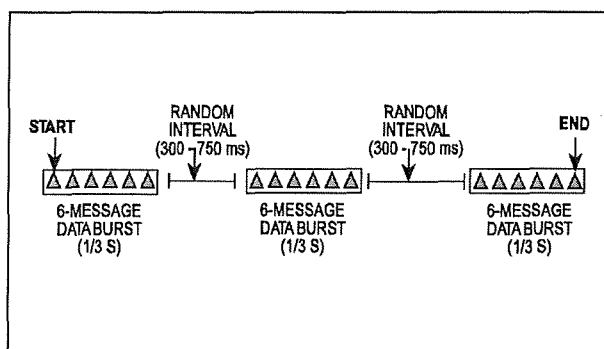 START
RANDOM
INTERVAL
(300 - 750 ms)
RANDOM
INTERVAL
(300 - 750 ms)
END
6-MESSAGE
DATA BURST
(1/3 S)
6-MESSAGE
DATA BURST
(1/3 S)
6-MESSAGE
DATA BURST
(1/3 S)